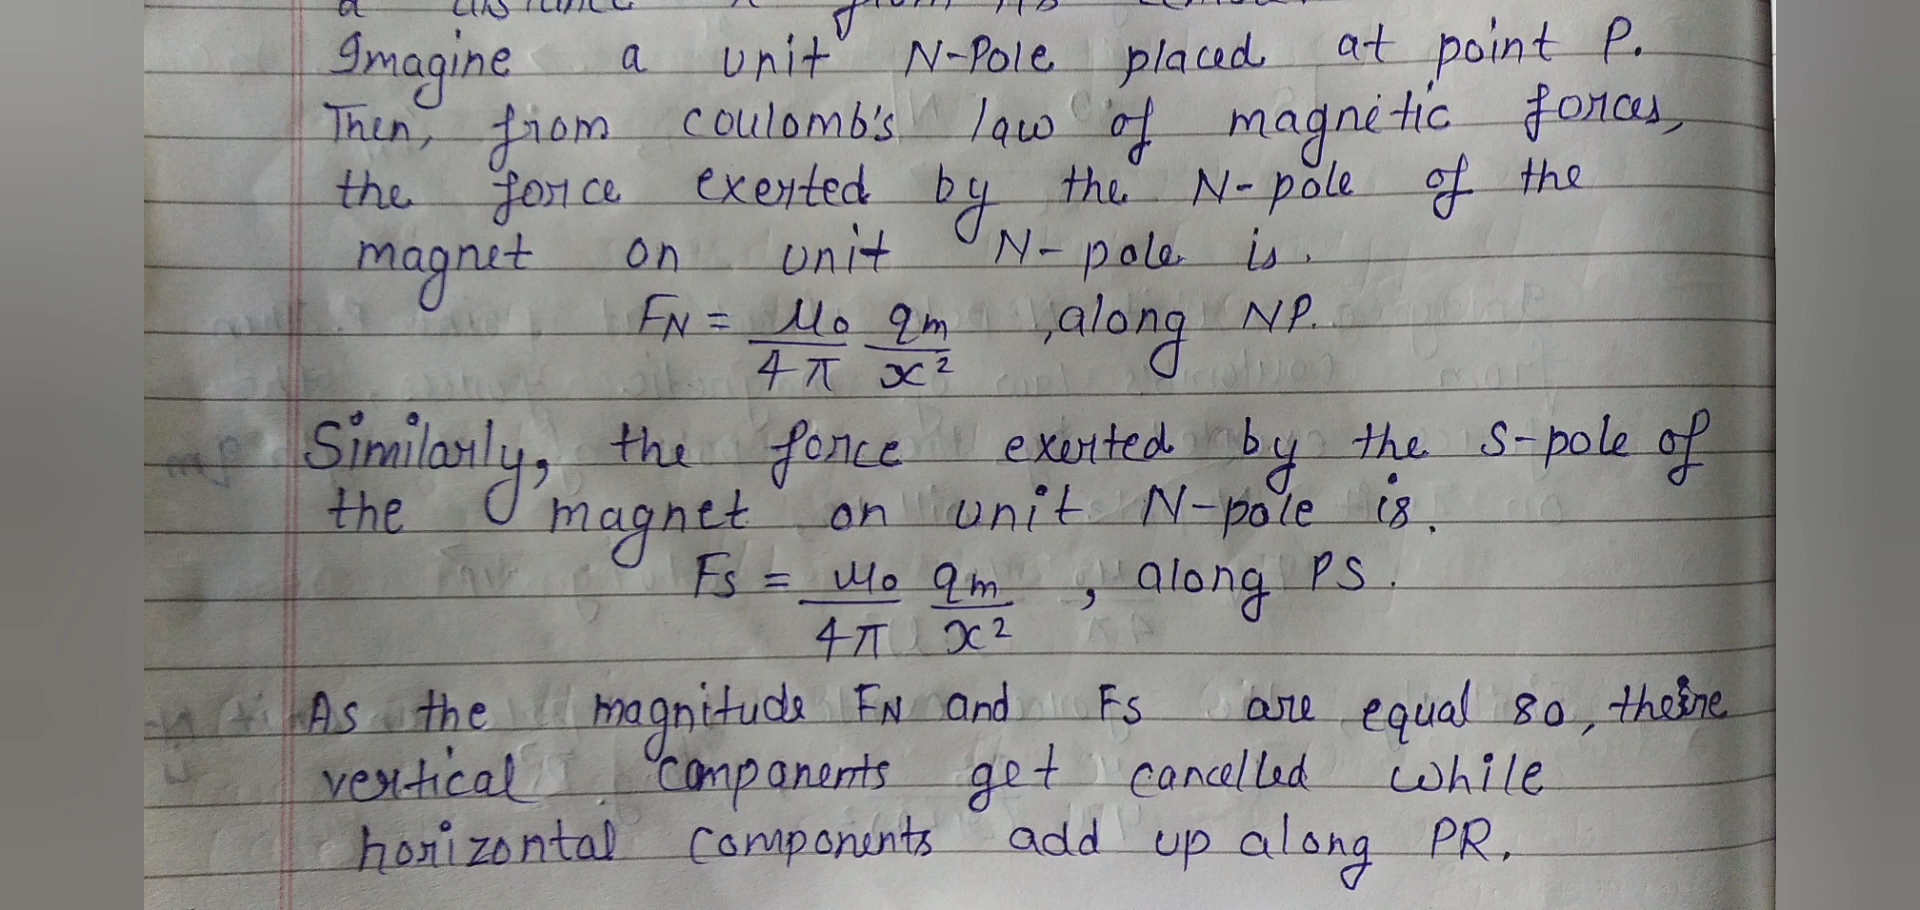 Imagine a unit N-Pole placed at point P.
Then, from coulomb's law of magnetic forces,
the force exerted by the N-pole of the
magnet on unit N-pole is.
FN = μo/4π qm/x², along NP.
Similarly, the force exerted by the S-pole of
the magnet on unit N-pole is.
Fs = μo/4π qm/x², along PS.
As the magnitude FN and Fs are equal so, there
vertical companents get cancelled while
horizontal components add up along PR.